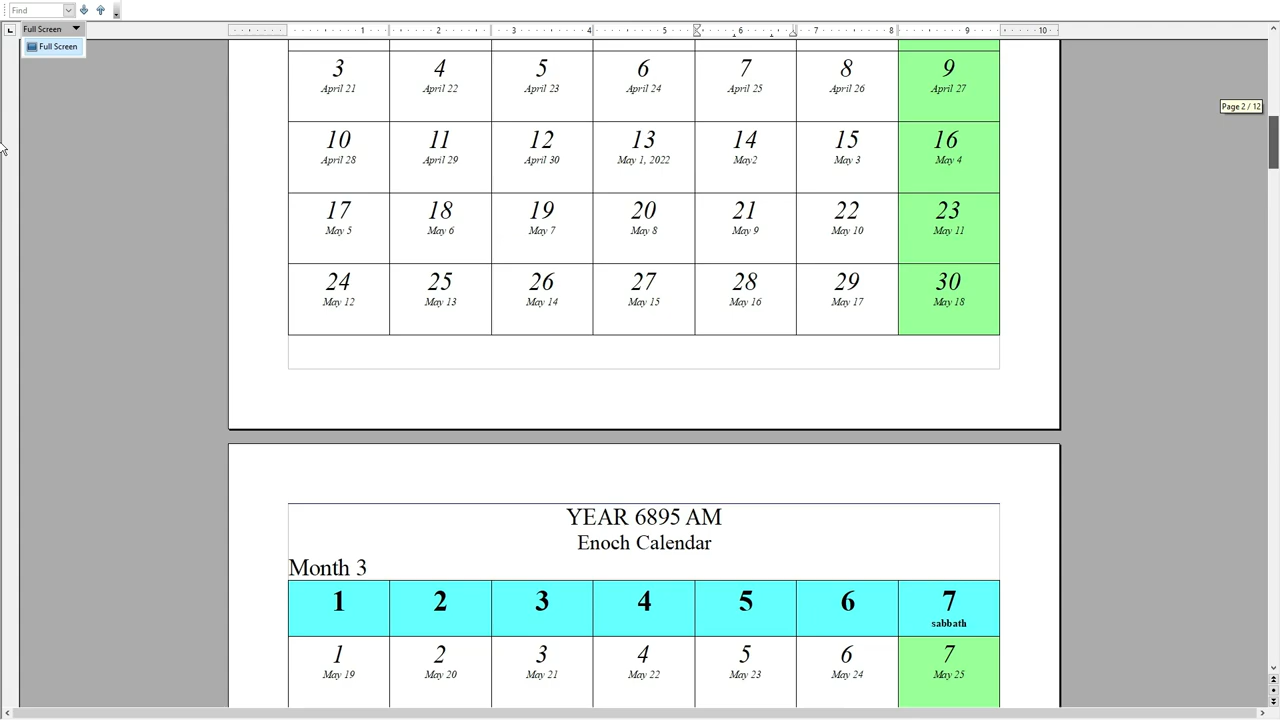 Find
Full Screen
Full Screen
1 2 3 4 5 6 7 8 9 10
Page 2 / 12
3 4 5 6 7 8 9
April 21 April 22 April 23 April 24 April 25 April 26 April 27
10 11 12 13 14 15 16
April 28 April 29 April 30 May 1, 2022 May2 May 3 May 4
17 18 19 20 21 22 23
May 5 May 6 May 7 May 8 May 9 May 10 May 11
24 25 26 27 28 29 30
May 12 May 13 May 14 May 15 May 16 May 17 May 18
YEAR 6895 AM
Enoch Calendar
Month 3
1 2 3 4 5 6 7
sabbath
1 2 3 4 5 6 7
May 19 May 20 May 21 May 22 May 23 May 24 May 25